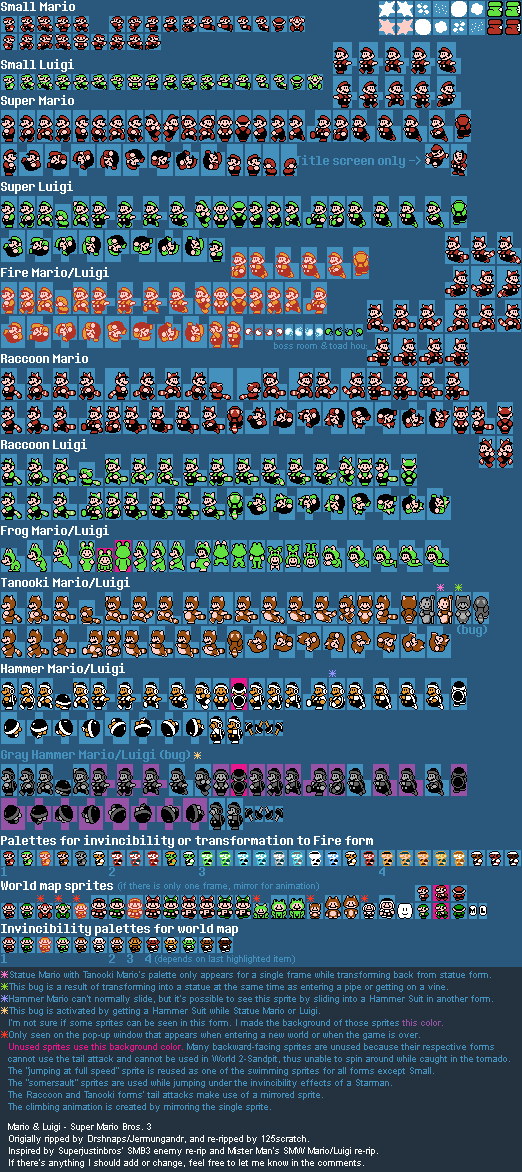 Small Mario
Small Luigi
Super Mario
Title screen only ->
Super Luigi
Fire Mario/Luigi
boss room & toad hou
Raccoon Mario
Raccoon Luigi
Frog Mario/Luigi
Tanooki Mario/Luigi
(bug)
Hammer Mario/Luigi
Gray Hammer Mario/Luigi (bug)
Palettes for invincibility or transformation to Fire form
1 2 3 4
World map sprites (if there is only one frame, mirror for animation)
Invincibility palettes for world map
1 2 3 4 (depends on last highlighted item)
Statue Mario with Tanooki Mario's palette only appears for a single frame while transforming back from statue form.
This bug is a result of transforming into a statue at the same time as entering a pipe or getting on a vine.
Hammer Mario can't normally slide, but it's possible to see this sprite by sliding into a Hammer Suit in another form.
This bug is activated by getting a Hammer Suit while Statue Mario or Luigi.
I'm not sure if some sprites can be seen in this form. I made the background of those sprites this color.
Only seen on the pop-up window that appears when entering a new world or when the game is over.
Unused sprites use this background color. Many backward-facing sprites are unused because their respective forms
cannot use the tail attack and cannot be used in World 2-Sandpit, thus unable to spin around while caught in the tornado.
The "jumping at full speed" sprite is reused as one of the swimming sprites for all forms except Small.
The "somersault" sprites are used while jumping under the invincibility effects of a Starman.
The Raccoon and Tanooki forms' tail attacks make use of a mirrored sprite.
The climbing animation is created by mirroring the single sprite.
Mario & Luigi - Super Mario Bros. 3
Origially ripped by Drshnaps/Jermungandr, and re-ripped by 125scratch.
Inspired by Superjustinbros' SMB3 enemy re-rip and Mister Man's SMW Mario/Luigi re-rip.
If there's anything I should add or change, feel free to let me know in the comments.